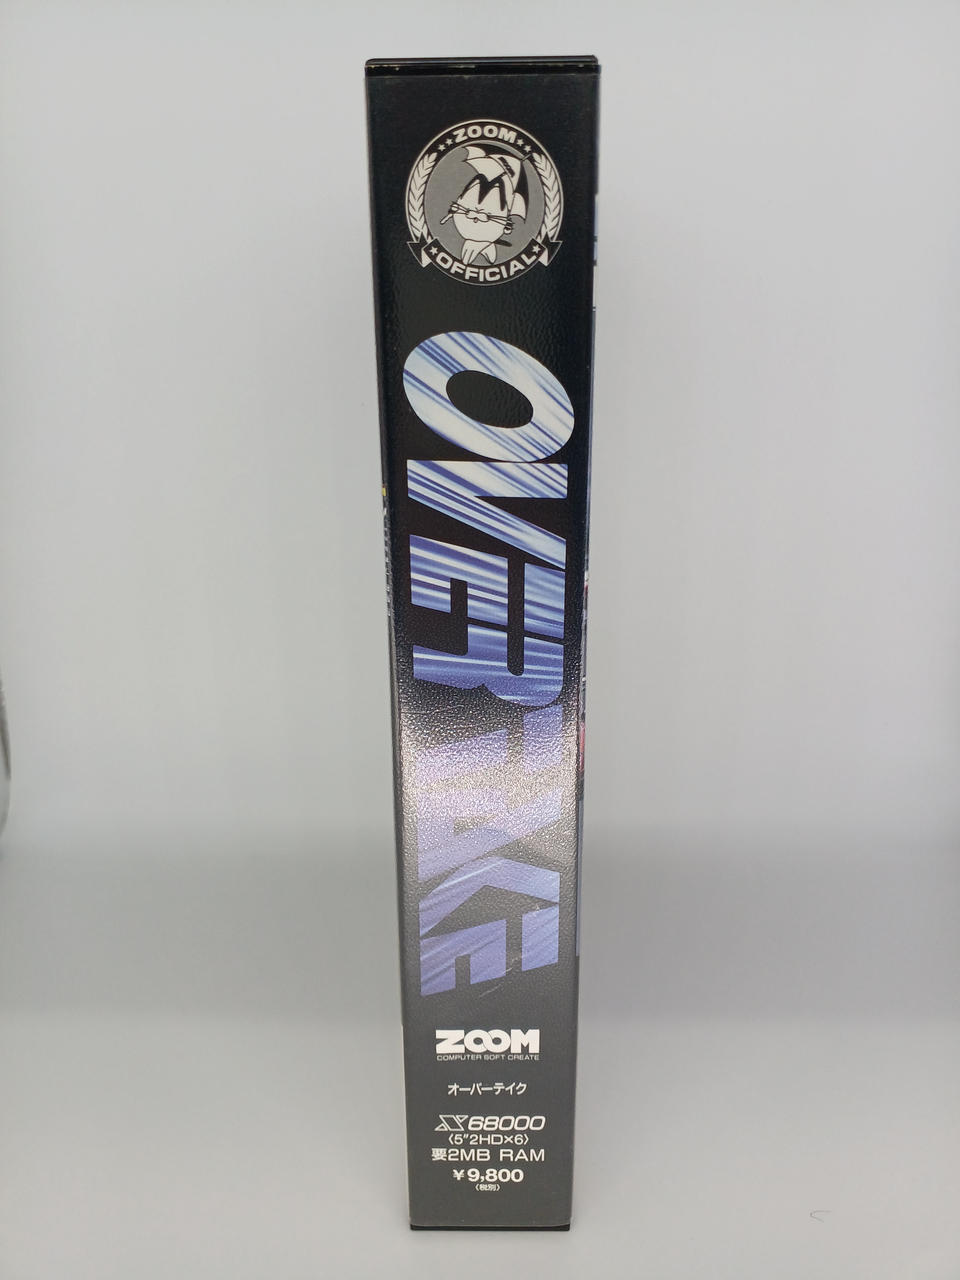 ZOOM
OFFICIAL
OVERTAKE
ZOOM
COMPUTER SOFT CREATE
オーバーテイク
X68000
〈5"2HD×6〉
要2MB RAM
¥9,800
〈税別〉